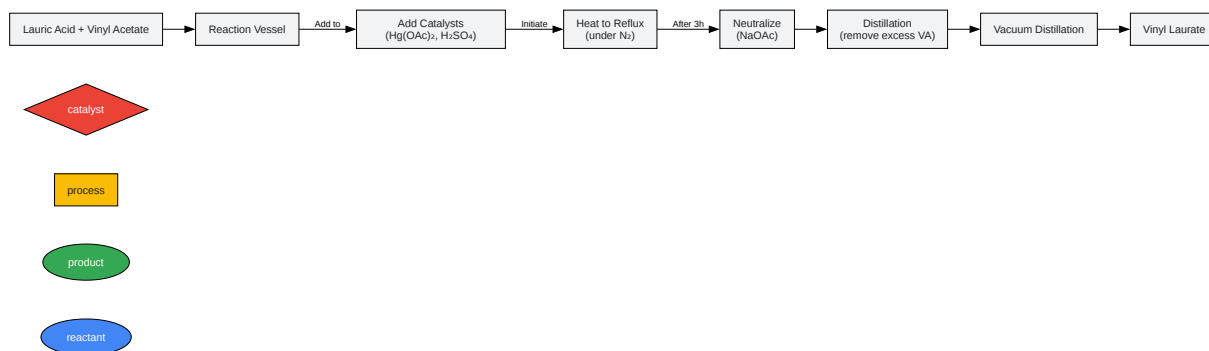 Lauric Acid + Vinyl Acetate
Reaction Vessel
Add to
Add Catalysts
(Hg(OAc)₂, H₂SO₄)
Initiate
Heat to Reflux
(under N₂)
After 3h
Neutralize
(NaOAc)
Distillation
(remove excess VA)
Vacuum Distillation
Vinyl Laurate
catalyst
process
product
reactant